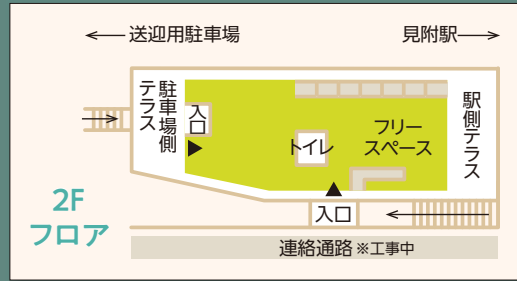 ←送迎用駐車場
見附駅→
駐車場側
テラス
入口
トイレ
フリー
スペース
駅側テラス
入口
2F
フロア
連絡通路 ※工事中